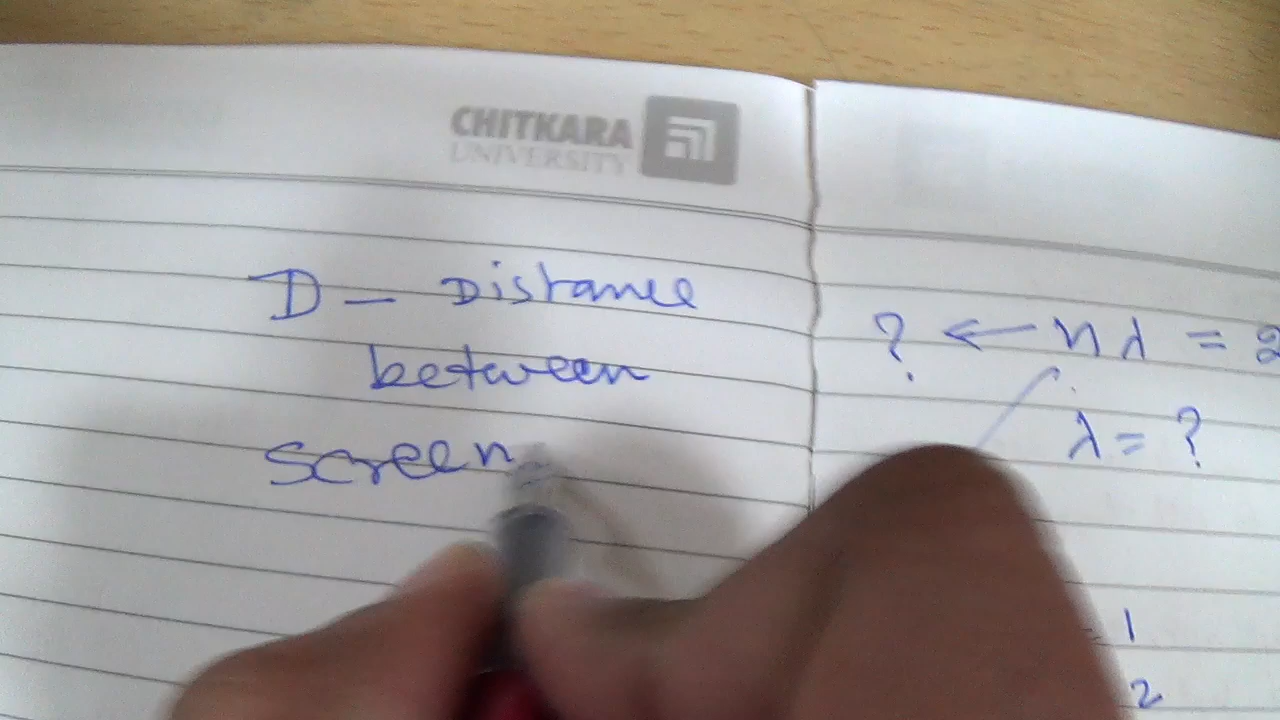 CHITKARA
UNIVERSITY
D — Distance
between
screen
? ← nλ = 2
λ = ?
1
2